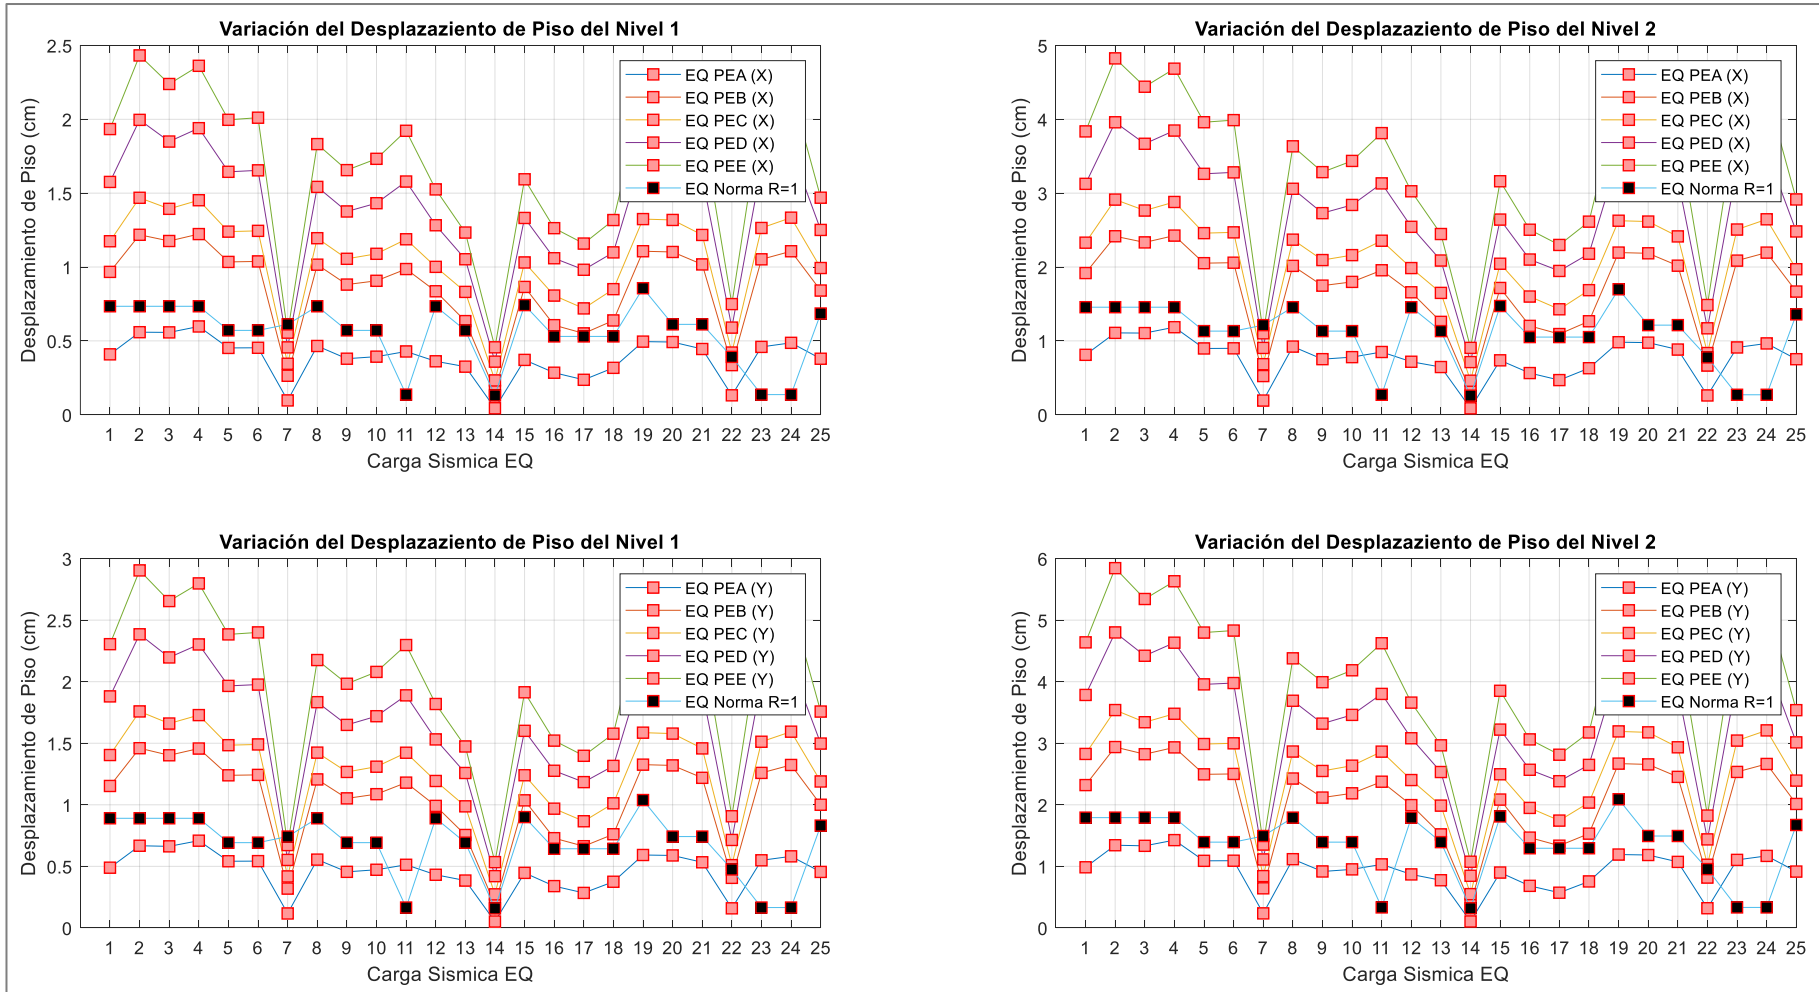 Variación del Desplazaziento de Piso del Nivel 1
Desplazamiento de Piso (cm)
2.5
2
1.5
1
0.5
0
EQ PEA (X)
EQ PEB (X)
EQ PEC (X)
EQ PED (X)
EQ PEE (X)
EQ Norma R=1
1 2 3 4 5 6 7 8 9 10 11 12 13 14 15 16 17 18 19 20 21 22 23 24 25
Carga Sismica EQ
Variación del Desplazaziento de Piso del Nivel 2
Desplazamiento de Piso (cm)
5
4
3
2
1
0
EQ PEA (X)
EQ PEB (X)
EQ PEC (X)
EQ PED (X)
EQ PEE (X)
EQ Norma R=1
1 2 3 4 5 6 7 8 9 10 11 12 13 14 15 16 17 18 19 20 21 22 23 24 25
Carga Sismica EQ
Variación del Desplazaziento de Piso del Nivel 1
Desplazamiento de Piso (cm)
3
2.5
2
1.5
1
0.5
0
EQ PEA (Y)
EQ PEB (Y)
EQ PEC (Y)
EQ PED (Y)
EQ PEE (Y)
EQ Norma R=1
1 2 3 4 5 6 7 8 9 10 11 12 13 14 15 16 17 18 19 20 21 22 23 24 25
Carga Sismica EQ
Variación del Desplazaziento de Piso del Nivel 2
Desplazamiento de Piso (cm)
6
5
4
3
2
1
0
EQ PEA (Y)
EQ PEB (Y)
EQ PEC (Y)
EQ PED (Y)
EQ PEE (Y)
EQ Norma R=1
1 2 3 4 5 6 7 8 9 10 11 12 13 14 15 16 17 18 19 20 21 22 23 24 25
Carga Sismica EQ